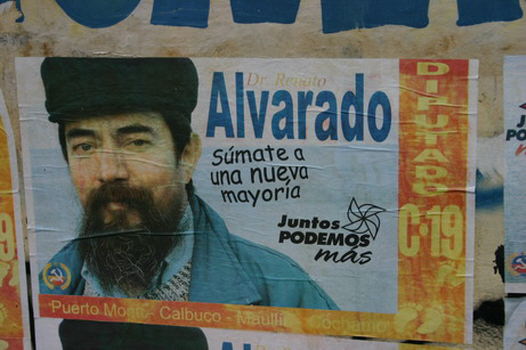 Dr. Renato
Alvarado
Súmate a
una nueva
mayoría
Juntos
PODEMOS
más
DIPUTADO
C-19
Puerto Montt - Calbuco - Maullín - Cochamó